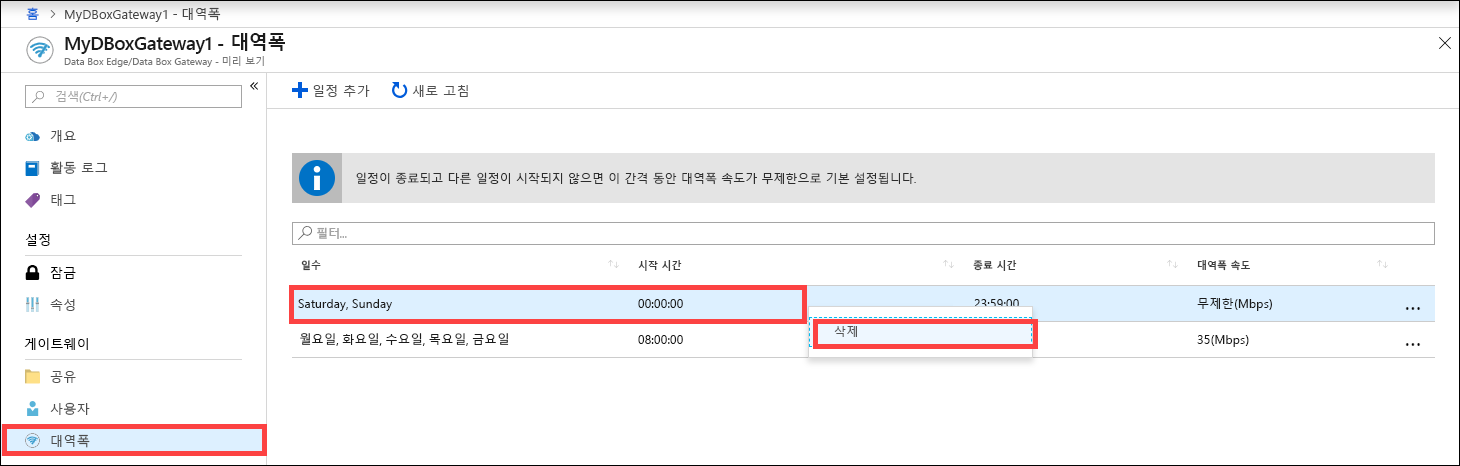 홈 > MyDBoxGateway1 - 대역폭
MyDBoxGateway1 - 대역폭
Data Box Edge/Data Box Gateway - 미리 보기
검색(Ctrl+/)
«
일정 추가 새로 고침
개요
활동 로그
태그
설정
잠금
속성
게이트웨이
공유
사용자
대역폭
일정이 종료되고 다른 일정이 시작되지 않으면 이 간격 동안 대역폭 속도가 무제한으로 기본 설정됩니다.
필터...
일수 시작 시간 종료 시간 대역폭 속도
Saturday, Sunday 00:00:00 23:59:00 무제한(Mbps) ...
삭제
월요일, 화요일, 수요일, 목요일, 금요일 08:00:00 35(Mbps) ...